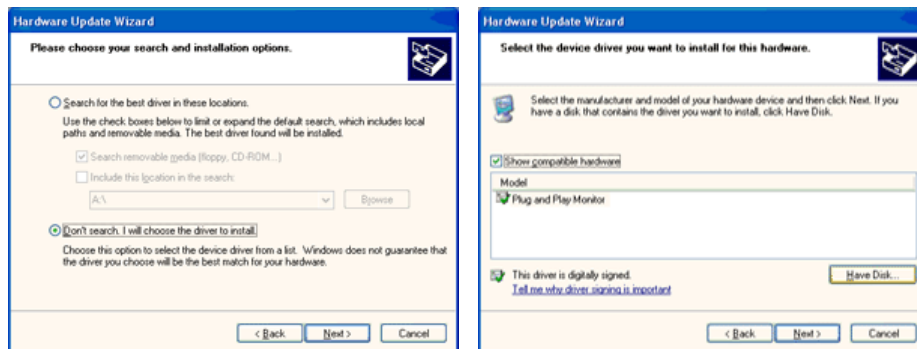 Hardware Update Wizard
Please choose your search and installation options.
Search for the best driver in these locations.
Use the check boxes below to limit or expand the default search, which includes local
paths and removable media. The best driver found will be installed.
Search removable media (floppy, CD-ROM...)
Include this location in the search:
A:\
Browse
Don't search. I will choose the driver to install.
Choose this option to select the device driver from a list. Windows does not guarantee that
the driver you choose will be the best match for your hardware.
< Back
Next >
Cancel
Hardware Update Wizard
Select the device driver you want to install for this hardware.
Select the manufacturer and model of your hardware device and then click Next. If you
have a disk that contains the driver you want to install, click Have Disk.
Show compatible hardware
Model
Plug and Play Monitor
This driver is digitally signed.
Tell me why driver signing is important
Have Disk...
< Back
Next >
Cancel